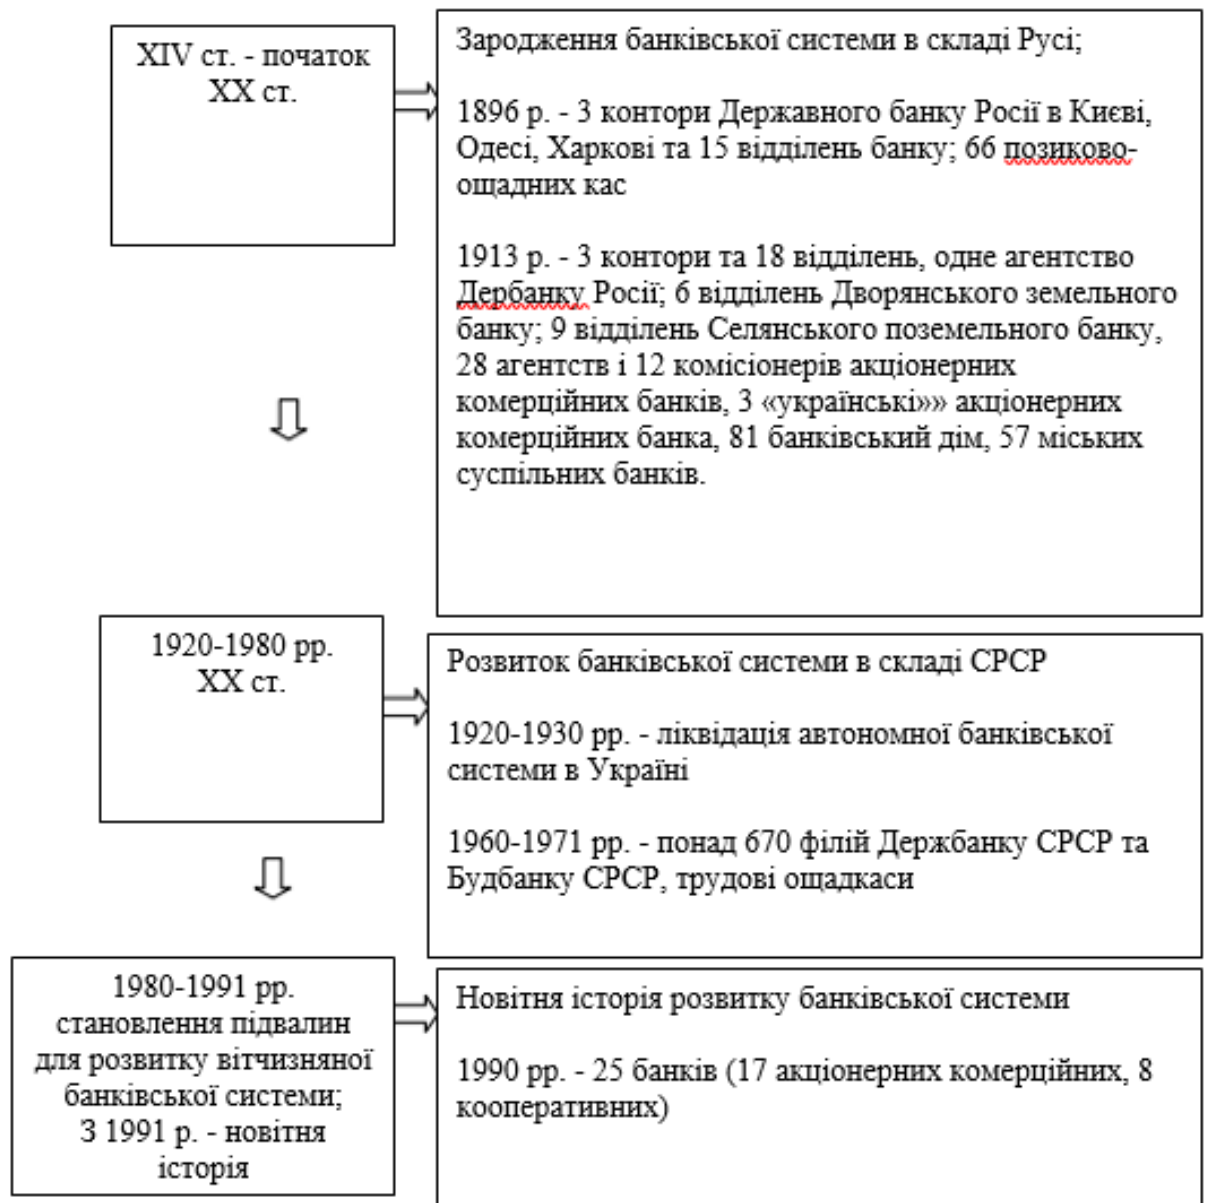 XIV ст. - початок
XX ст.
Зародження банківської системи в складі Русі;
1896 р. - 3 контори Державного банку Росії в Києві,
Одесі, Харкові та 15 відділень банку; 66 позиково-
ощадних кас
1913 р. - 3 контори та 18 відділень, одне агентство
Дербанку Росії; 6 відділень Дворянського земельного
банку; 9 відділень Селянського поземельного банку,
28 агентств і 12 комісіонерів акціонерних
комерційних банків, 3 «українські»» акціонерних
комерційних банка, 81 банківський дім, 57 міських
суспільних банків.
1920-1980 рр.
XX ст.
Розвиток банківської системи в складі СРСР
1920-1930 рр. - ліквідація автономної банківської
системи в Україні
1960-1971 рр. - понад 670 філій Держбанку СРСР та
Будбанку СРСР, трудові ощадкаси
1980-1991 рр.
становлення підвалин
для розвитку вітчизняної
банківської системи;
З 1991 р. - новітня
історія
Новітня історія розвитку банківської системи
1990 рр. - 25 банків (17 акціонерних комерційних, 8
кооперативних)